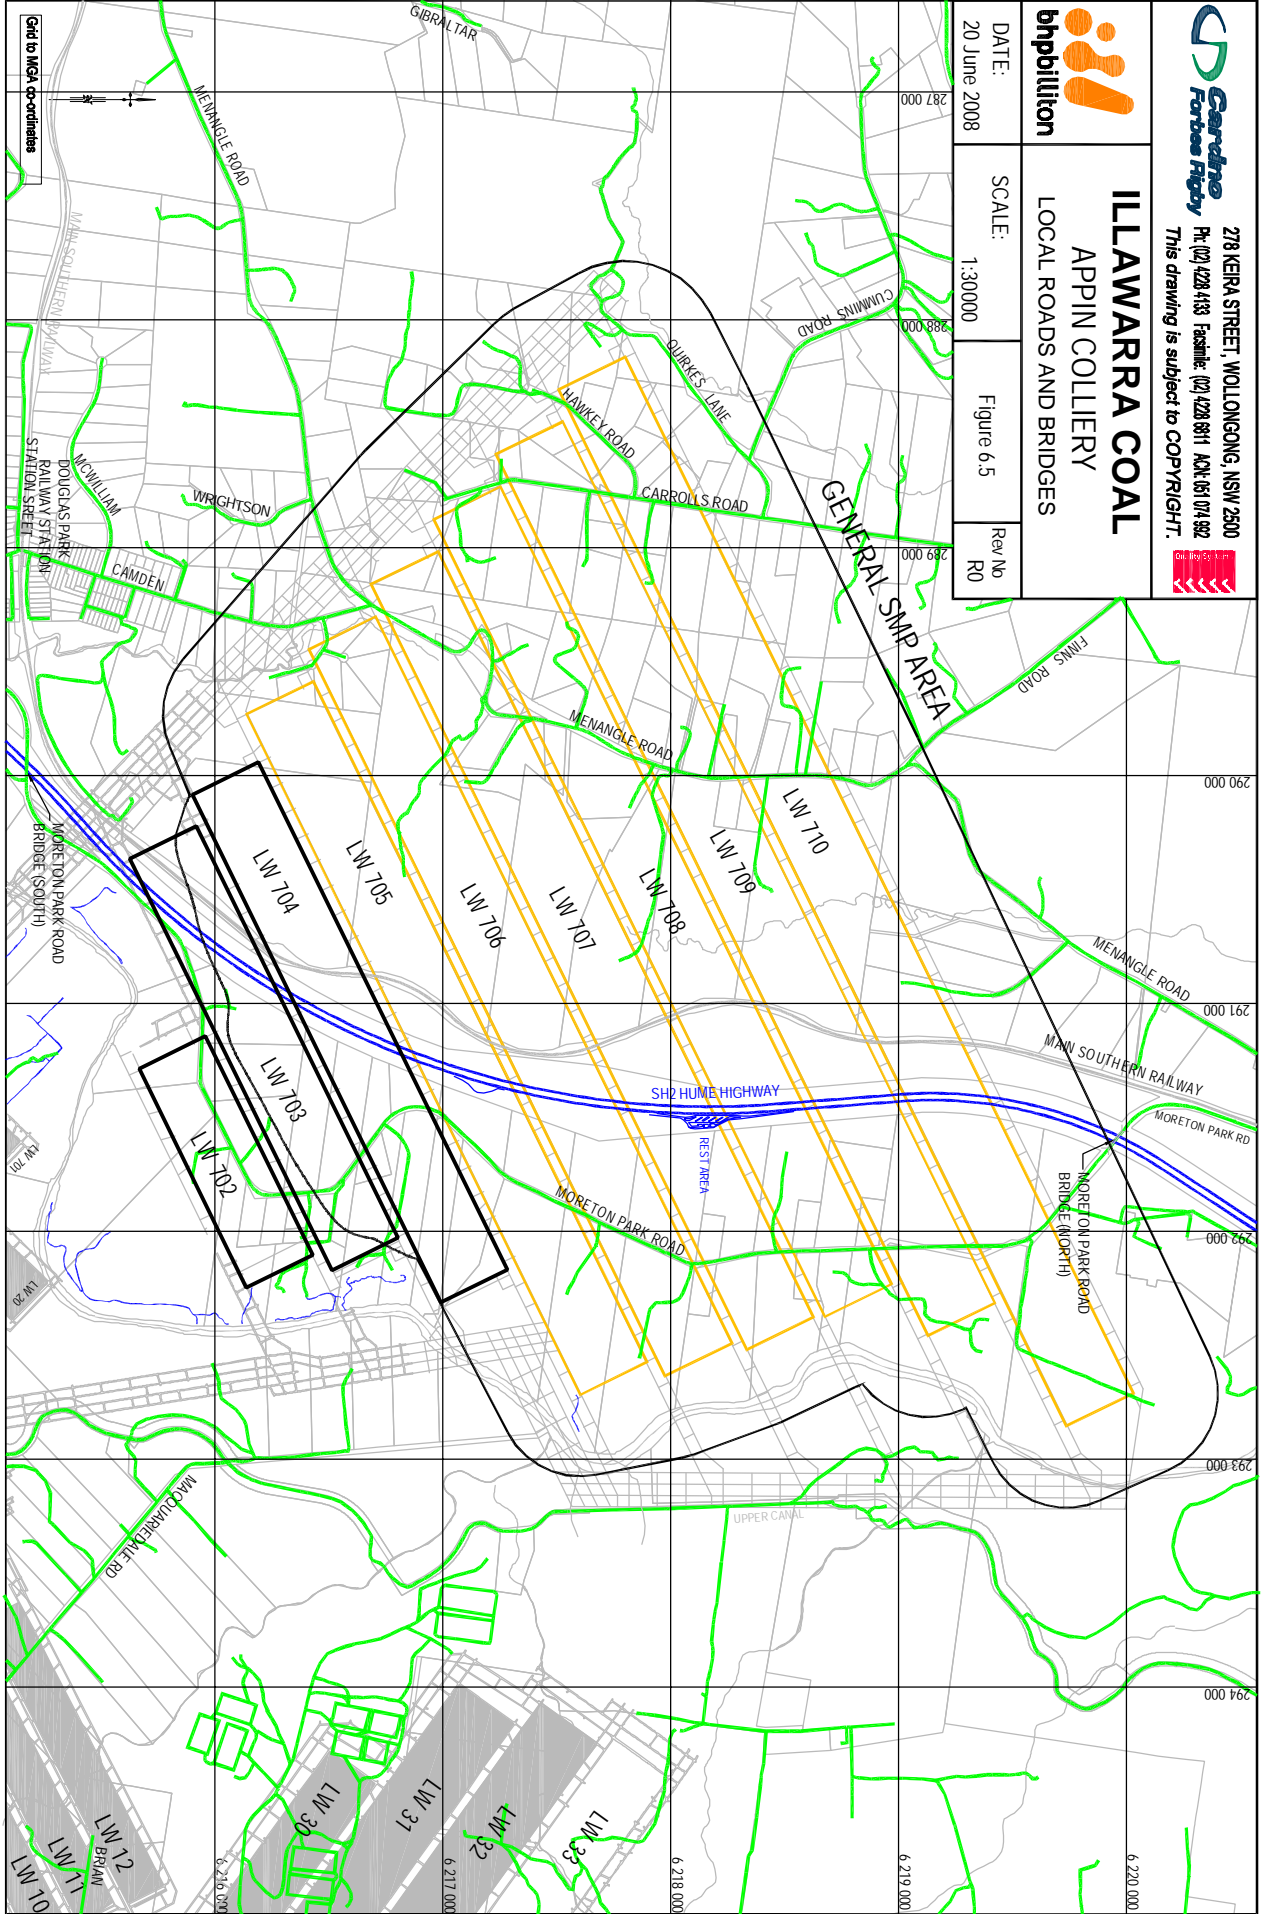 Cardno
Forbes Rigby
278 KEIRA STREET, WOLLONGONG, NSW 2500
Ph: (02) 4228 4133 Facsimile: (02) 4228 6811 ACN: 051 074 992
This drawing is subject to COPYRIGHT.
Quality System
bhpbilliton
ILLAWARRA COAL
APPIN COLLIERY
LOCAL ROADS AND BRIDGES
DATE:
20 June 2008
SCALE:
1:30000
Figure 6.5
Rev No
R0
Grid to MGA co-ordinates
GENERAL SMP AREA
287 000
288 000
289 000
290 000
291 000
292 000
293 000
294 000
6 216 000
6 217 000
6 218 000
6 219 000
6 220 000
GIBRALTAR
MENANGLE ROAD
MAIN SOUTHERN RAILWAY
CUMMINS ROAD
QUIRKES LANE
HAWKEY ROAD
CARROLLS ROAD
WRIGHTSON
MCWILLIAM
DOUGLAS PARK
RAILWAY STATION
STATION STREET
CAMDEN
FINNS ROAD
MENANGLE ROAD
MENANGLE ROAD
MAIN SOUTHERN RAILWAY
MORETON PARK RD
MORETON PARK ROAD
BRIDGE (SOUTH)
MORETON PARK ROAD
BRIDGE (NORTH)
SH2 HUME HIGHWAY
REST AREA
MORETON PARK ROAD
UPPER CANAL
MACQUARIEDALE RD
BRIAN
LW 710
LW 709
LW 708
LW 707
LW 706
LW 705
LW 704
LW 703
LW 702
LW 701
LW 20
LW 30
LW 31
LW 32
LW 33
LW 12
LW 11
LW 10